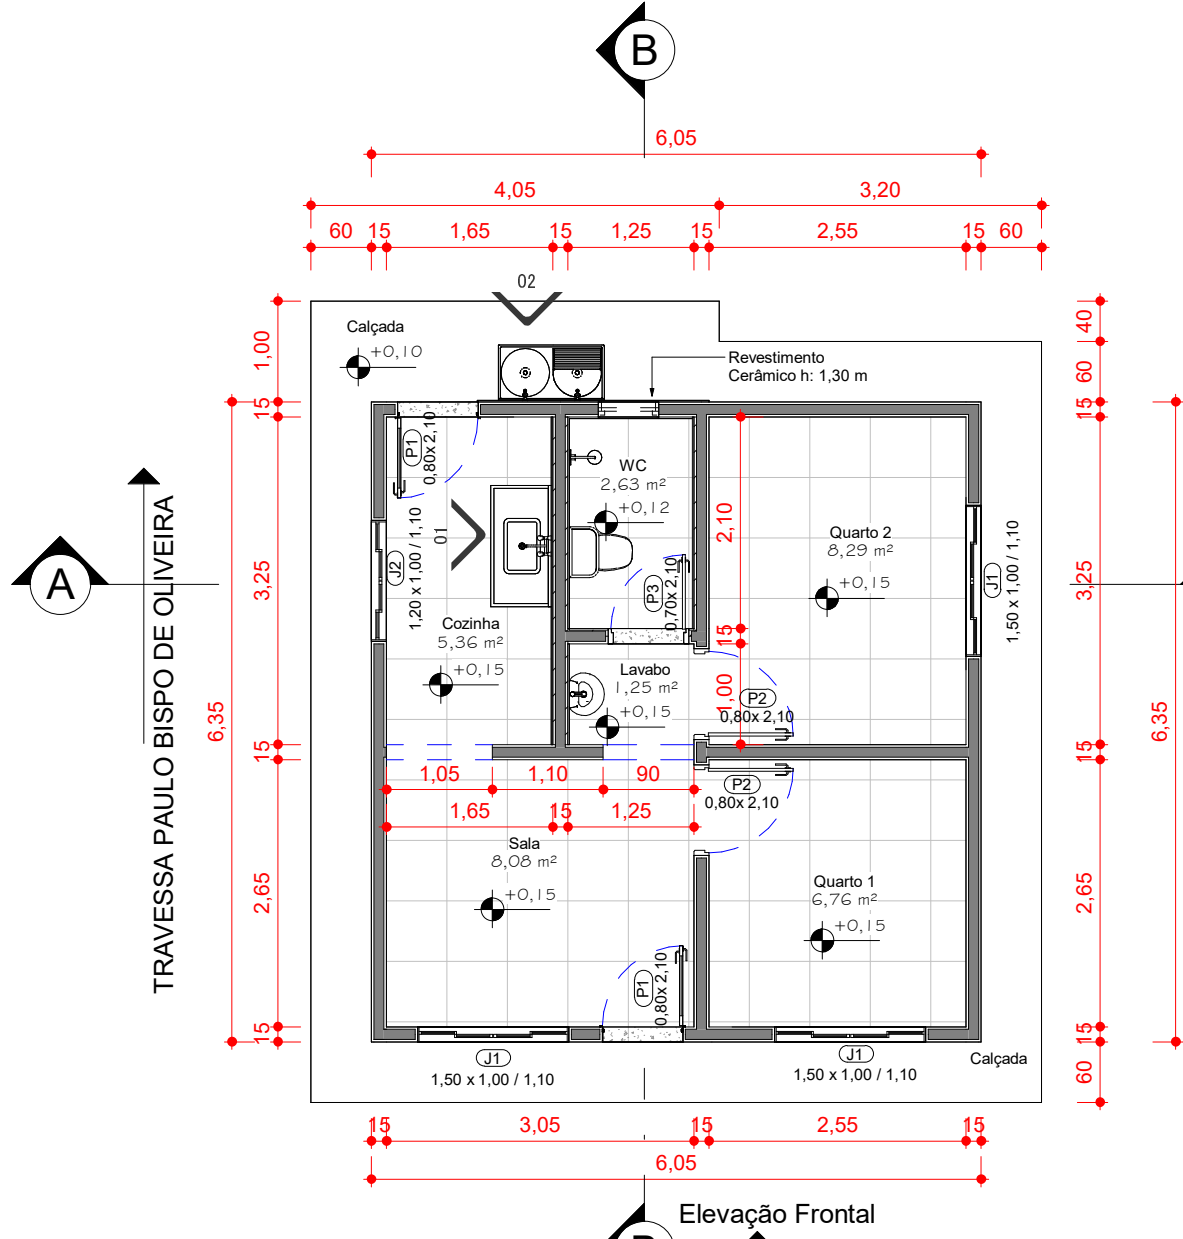 B
6,05
4,05
3,20
60
15
1,65
15
1,25
15
2,55
15
60
02
Calçada
+0,10
Revestimento
Cerâmico h: 1,30 m
1,00
15
3,25
15
2,65
15
6,35
40
60
15
3,25
15
2,65
15
60
6,35
P1
0,80x 2,10
WC
2,63 m²
+0,12
2,10
15
1,00
Quarto 2
8,29 m²
+0,15
J1
1,50 x 1,00 / 1,10
A
TRAVESSA PAULO BISPO DE OLIVEIRA
J2
1,20 x 1,00 / 1,10
01
Cozinha
5,36 m²
+0,15
P3
0,70x 2,10
Lavabo
1,25 m²
+0,15
P2
0,80x 2,10
P2
0,80x 2,10
1,05
1,10
90
1,65
15
1,25
Sala
8,08 m²
+0,15
Quarto 1
6,76 m²
+0,15
P1
0,80x 2,10
J1
1,50 x 1,00 / 1,10
J1
1,50 x 1,00 / 1,10
Calçada
15
3,05
15
2,55
15
6,05
Elevação Frontal
B